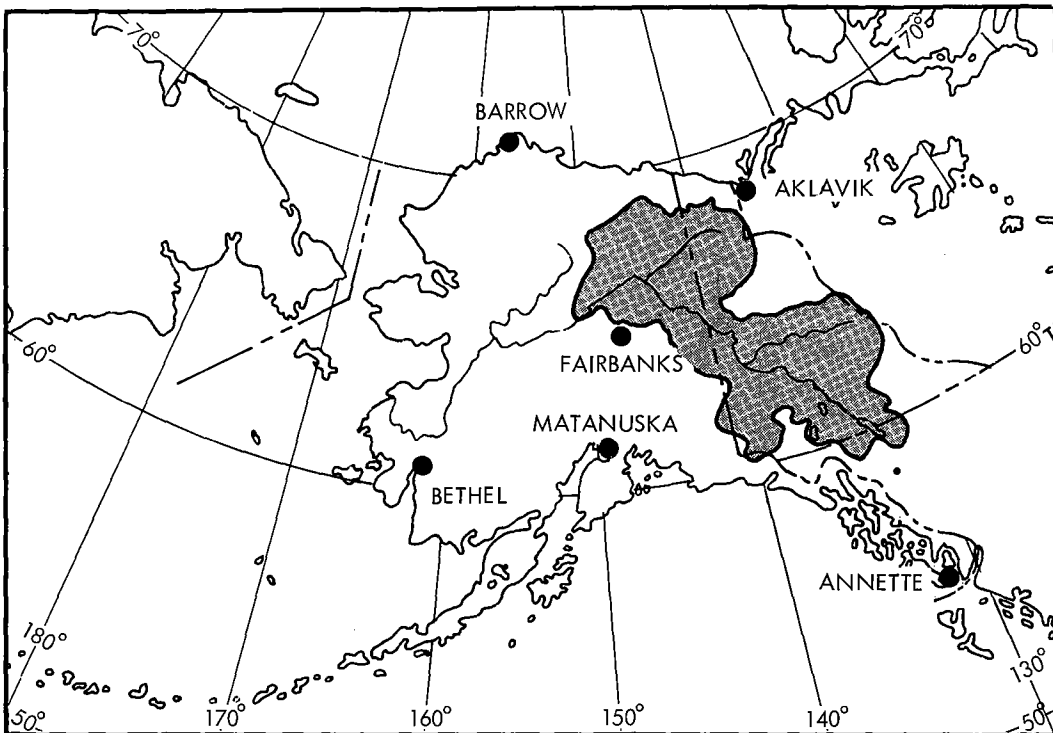 70°
70°
BARROW
AKLAVIK
60°
60°
FAIRBANKS
MATANUSKA
BETHEL
ANNETTE
180°
130°
50°
170°
160°
150°
140°
50°